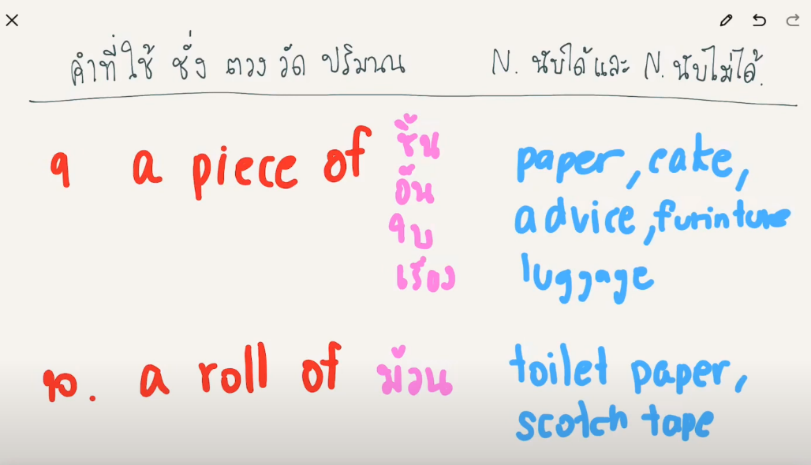 คำที่ใช้ ชั่ง ตวง วัด ปริมาณ N. นับได้และ N. นับไม่ได้.
๙ a piece of ชิ้น paper, cake,
อัน
ใบ advice, furinture
เรื่อง luggage
๑๐. a roll of ม้วน toilet paper,
scotch tape